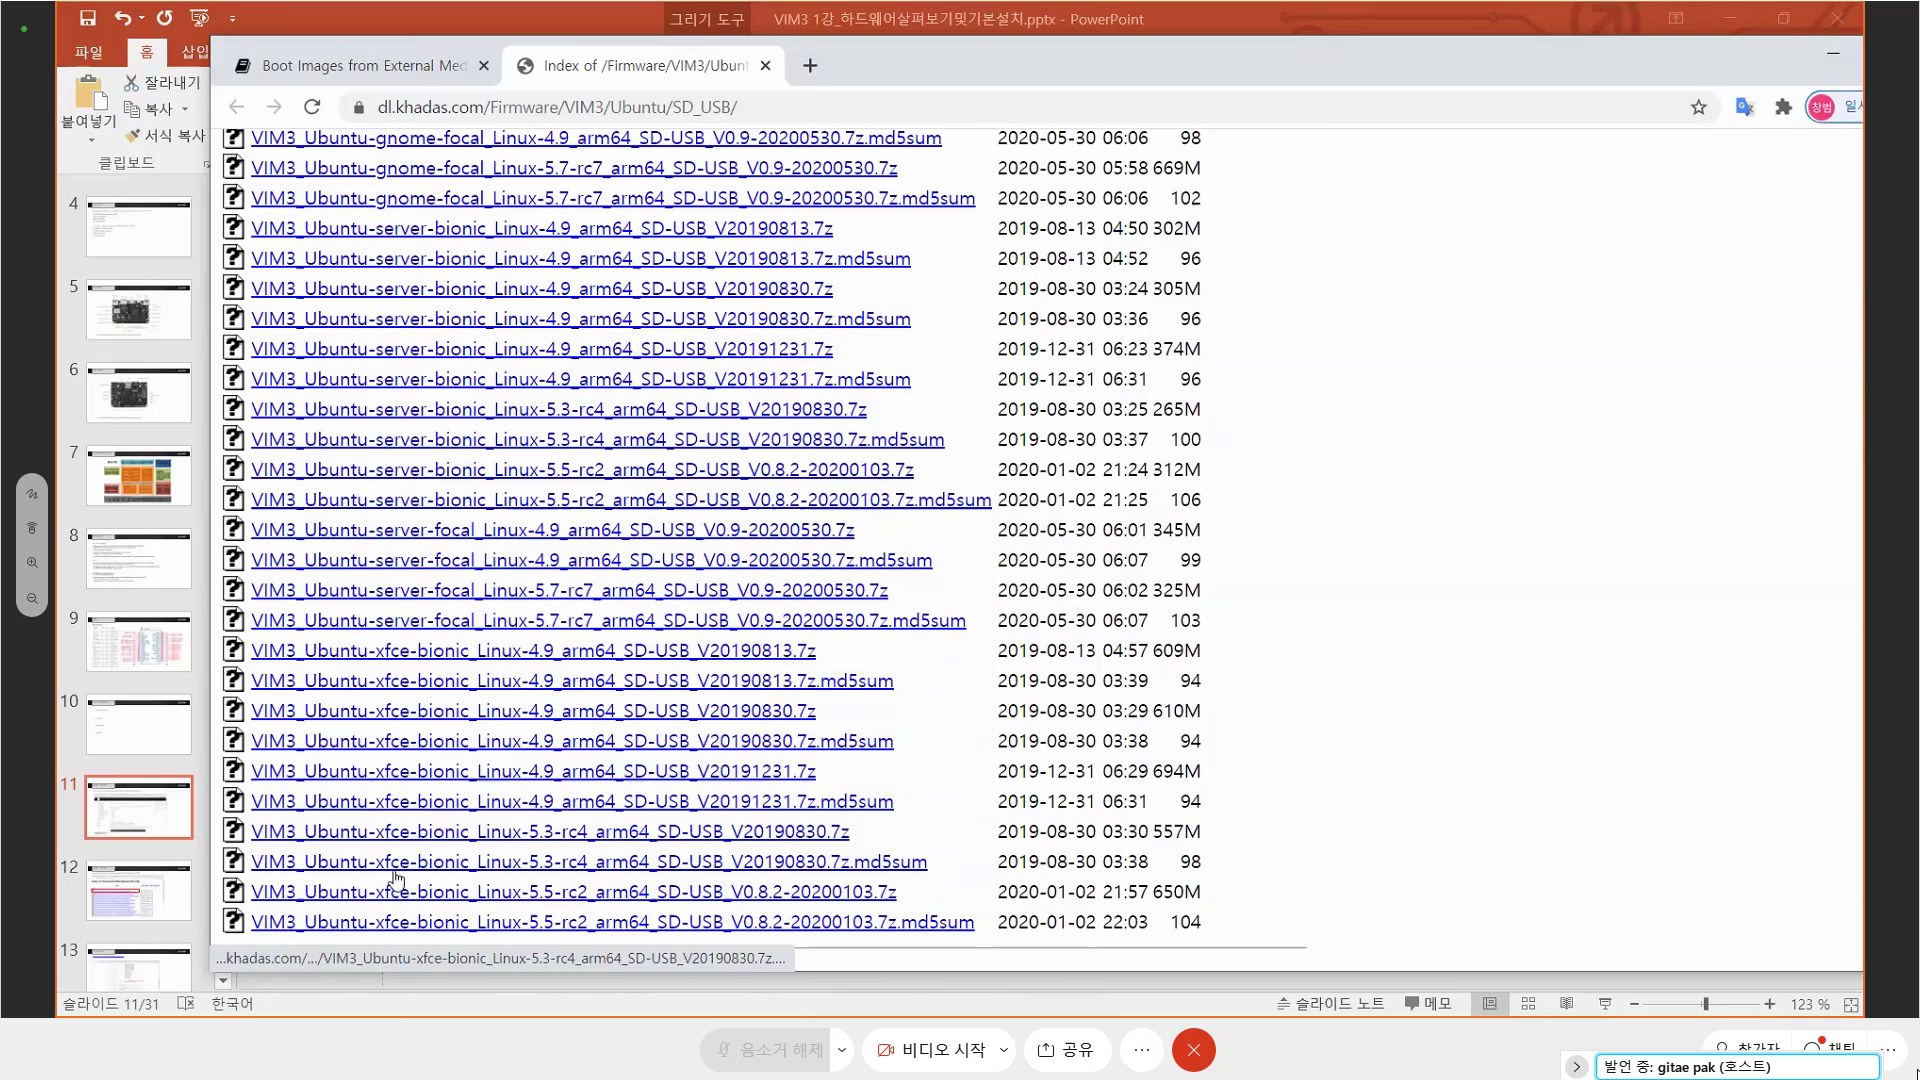 그리기 도구
VIM3 1강_하드웨어살펴보기및기본설치.pptx - PowerPoint
파일
홈
삽입
붙여넣기
잘라내기
복사
서식 복사
클립보드
Boot Images from External Med
Index of /Firmware/VIM3/Ubunt
dl.khadas.com/Firmware/VIM3/Ubuntu/SD_USB/
창범
일시
VIM3_Ubuntu-gnome-focal_Linux-4.9_arm64_SD-USB_V0.9-20200530.7z.md5sum 2020-05-30 06:06 98
VIM3_Ubuntu-gnome-focal_Linux-5.7-rc7_arm64_SD-USB_V0.9-20200530.7z 2020-05-30 05:58 669M
VIM3_Ubuntu-gnome-focal_Linux-5.7-rc7_arm64_SD-USB_V0.9-20200530.7z.md5sum 2020-05-30 06:06 102
VIM3_Ubuntu-server-bionic_Linux-4.9_arm64_SD-USB_V20190813.7z 2019-08-13 04:50 302M
VIM3_Ubuntu-server-bionic_Linux-4.9_arm64_SD-USB_V20190813.7z.md5sum 2019-08-13 04:52 96
VIM3_Ubuntu-server-bionic_Linux-4.9_arm64_SD-USB_V20190830.7z 2019-08-30 03:24 305M
VIM3_Ubuntu-server-bionic_Linux-4.9_arm64_SD-USB_V20190830.7z.md5sum 2019-08-30 03:36 96
VIM3_Ubuntu-server-bionic_Linux-4.9_arm64_SD-USB_V20191231.7z 2019-12-31 06:23 374M
VIM3_Ubuntu-server-bionic_Linux-4.9_arm64_SD-USB_V20191231.7z.md5sum 2019-12-31 06:31 96
VIM3_Ubuntu-server-bionic_Linux-5.3-rc4_arm64_SD-USB_V20190830.7z 2019-08-30 03:25 265M
VIM3_Ubuntu-server-bionic_Linux-5.3-rc4_arm64_SD-USB_V20190830.7z.md5sum 2019-08-30 03:37 100
VIM3_Ubuntu-server-bionic_Linux-5.5-rc2_arm64_SD-USB_V0.8.2-20200103.7z 2020-01-02 21:24 312M
VIM3_Ubuntu-server-bionic_Linux-5.5-rc2_arm64_SD-USB_V0.8.2-20200103.7z.md5sum 2020-01-02 21:25 106
VIM3_Ubuntu-server-focal_Linux-4.9_arm64_SD-USB_V0.9-20200530.7z 2020-05-30 06:01 345M
VIM3_Ubuntu-server-focal_Linux-4.9_arm64_SD-USB_V0.9-20200530.7z.md5sum 2020-05-30 06:07 99
VIM3_Ubuntu-server-focal_Linux-5.7-rc7_arm64_SD-USB_V0.9-20200530.7z 2020-05-30 06:02 325M
VIM3_Ubuntu-server-focal_Linux-5.7-rc7_arm64_SD-USB_V0.9-20200530.7z.md5sum 2020-05-30 06:07 103
VIM3_Ubuntu-xfce-bionic_Linux-4.9_arm64_SD-USB_V20190813.7z 2019-08-13 04:57 609M
VIM3_Ubuntu-xfce-bionic_Linux-4.9_arm64_SD-USB_V20190813.7z.md5sum 2019-08-30 03:39 94
VIM3_Ubuntu-xfce-bionic_Linux-4.9_arm64_SD-USB_V20190830.7z 2019-08-30 03:29 610M
VIM3_Ubuntu-xfce-bionic_Linux-4.9_arm64_SD-USB_V20190830.7z.md5sum 2019-08-30 03:38 94
VIM3_Ubuntu-xfce-bionic_Linux-4.9_arm64_SD-USB_V20191231.7z 2019-12-31 06:29 694M
VIM3_Ubuntu-xfce-bionic_Linux-4.9_arm64_SD-USB_V20191231.7z.md5sum 2019-12-31 06:31 94
VIM3_Ubuntu-xfce-bionic_Linux-5.3-rc4_arm64_SD-USB_V20190830.7z 2019-08-30 03:30 557M
VIM3_Ubuntu-xfce-bionic_Linux-5.3-rc4_arm64_SD-USB_V20190830.7z.md5sum 2019-08-30 03:38 98
VIM3_Ubuntu-xfce-bionic_Linux-5.5-rc2_arm64_SD-USB_V0.8.2-20200103.7z 2020-01-02 21:57 650M
VIM3_Ubuntu-xfce-bionic_Linux-5.5-rc2_arm64_SD-USB_V0.8.2-20200103.7z.md5sum 2020-01-02 22:03 104
...khadas.com/.../VIM3_Ubuntu-xfce-bionic_Linux-5.3-rc4_arm64_SD-USB_V20190830.7z....
4
5
6
7
8
9
10
11
12
13
슬라이드 11/31
한국어
슬라이드 노트
메모
123 %
음소거 해제
비디오 시작
공유
참가자
채팅
발언 중: gitae pak (호스트)